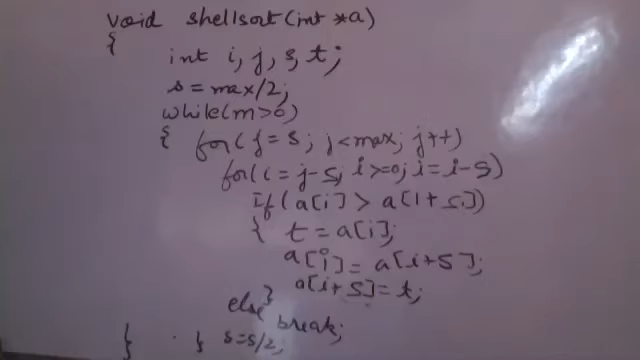 void shellsort(int *a)
{
int i, j, s, t;
s = max/2;
while(m>0)
{ for(j=s; j<max; j++)
for(i=j-s; i>=0; i=i-s)
if(a[i] > a[i+s])
{ t = a[i];
a[i] = a[i+s];
a[i+s] = t;
}
else break;
} s=s/2;
}